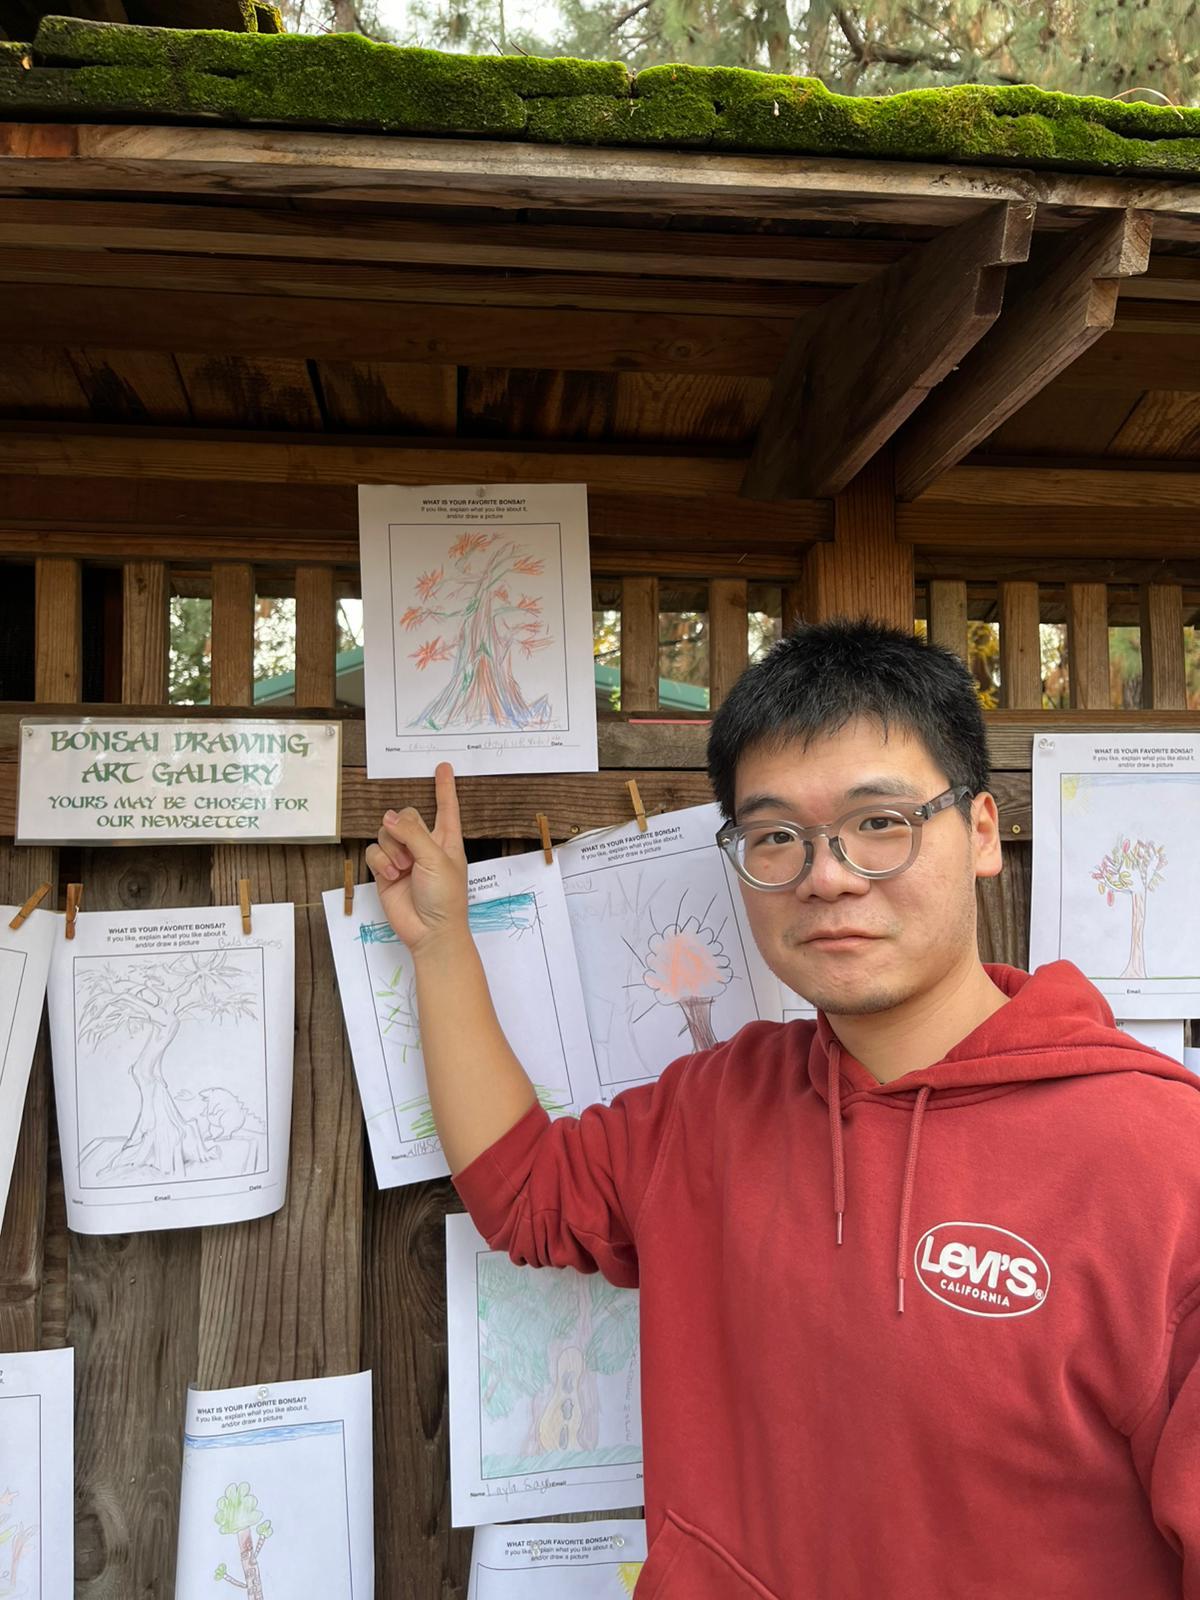 WHAT IS YOUR FAVORITE BONSAI?
If you like, explain what you like about it,
and/or draw a picture
Name Email Date
BONSAI DRAWING
ART GALLERY
YOURS MAY BE CHOSEN FOR
OUR NEWSLETTER
WHAT IS YOUR FAVORITE BONSAI?
If you like, explain what you like about it,
and/or draw a picture
Email
WHAT IS YOUR FAVORITE BONSAI?
If you like, explain what you like about it,
and/or draw a picture
BONSAI?
Name
WHAT IS YOUR FAVORITE BONSAI?
If you like, explain what you like about it,
and/or draw a picture
Bald Cypress
Email Date
LEVI'S®
CALIFORNIA
Name Layla Email
WHAT IS YOUR FAVORITE BONSAI?
If you like, explain what you like about it,
and/or draw a picture
WHAT IS YOUR FAVORITE BONSAI?
If you like, explain what you like about it,
and/or draw a picture